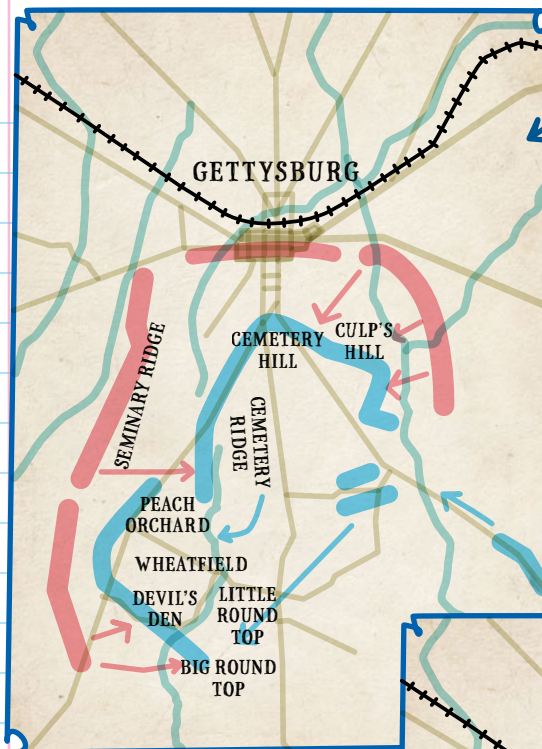 GETTYSBURG
CEMETERY
HILL
CULP'S
HILL
SEMINARY RIDGE
CEMETERY
RIDGE
PEACH
ORCHARD
WHEATFIELD
DEVIL'S
DEN
LITTLE
ROUND
TOP
BIG ROUND
TOP